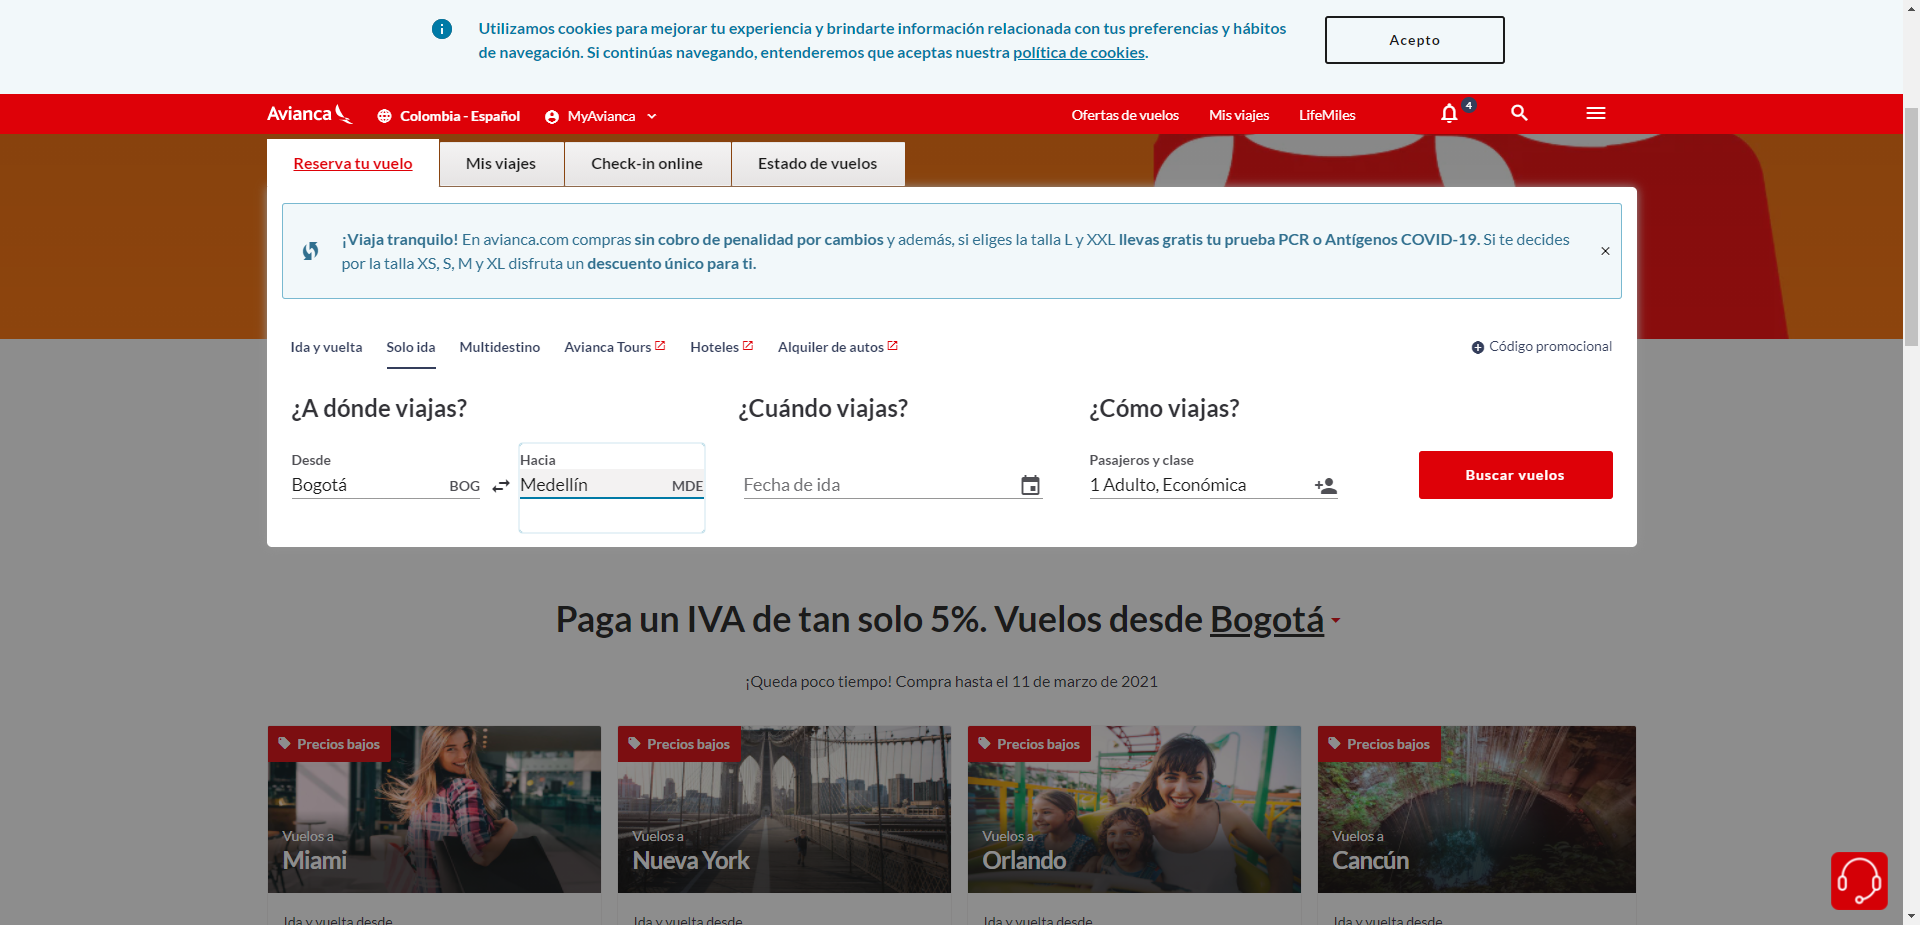 Utilizamos cookies para mejorar tu experiencia y brindarte información relacionada con tus preferencias y hábitos
de navegación. Si continúas navegando, entenderemos que aceptas nuestra política de cookies.
Acepto
Avianca
Colombia - Español
MyAvianca
Ofertas de vuelos
Mis viajes
LifeMiles
4
Reserva tu vuelo
Mis viajes
Check-in online
Estado de vuelos
¡Viaja tranquilo! En avianca.com compras sin cobro de penalidad por cambios y además, si eliges la talla L y XXL llevas gratis tu prueba PCR o Antígenos COVID-19. Si te decides
por la talla XS, S, M y XL disfruta un descuento único para ti.
Ida y vuelta
Solo ida
Multidestino
Avianca Tours
Hoteles
Alquiler de autos
Código promocional
¿A dónde viajas?
¿Cuándo viajas?
¿Cómo viajas?
Desde
Bogotá BOG
Hacia
Medellín MDE
Fecha de ida
Pasajeros y clase
1 Adulto, Económica
Buscar vuelos
Paga un IVA de tan solo 5%. Vuelos desde Bogotá
¡Queda poco tiempo! Compra hasta el 11 de marzo de 2021
Precios bajos
Vuelos a
Miami
Ida y vuelta desde
Precios bajos
Vuelos a
Nueva York
Ida y vuelta desde
Precios bajos
Vuelos a
Orlando
Ida y vuelta desde
Precios bajos
Vuelos a
Cancún
Ida y vuelta desde